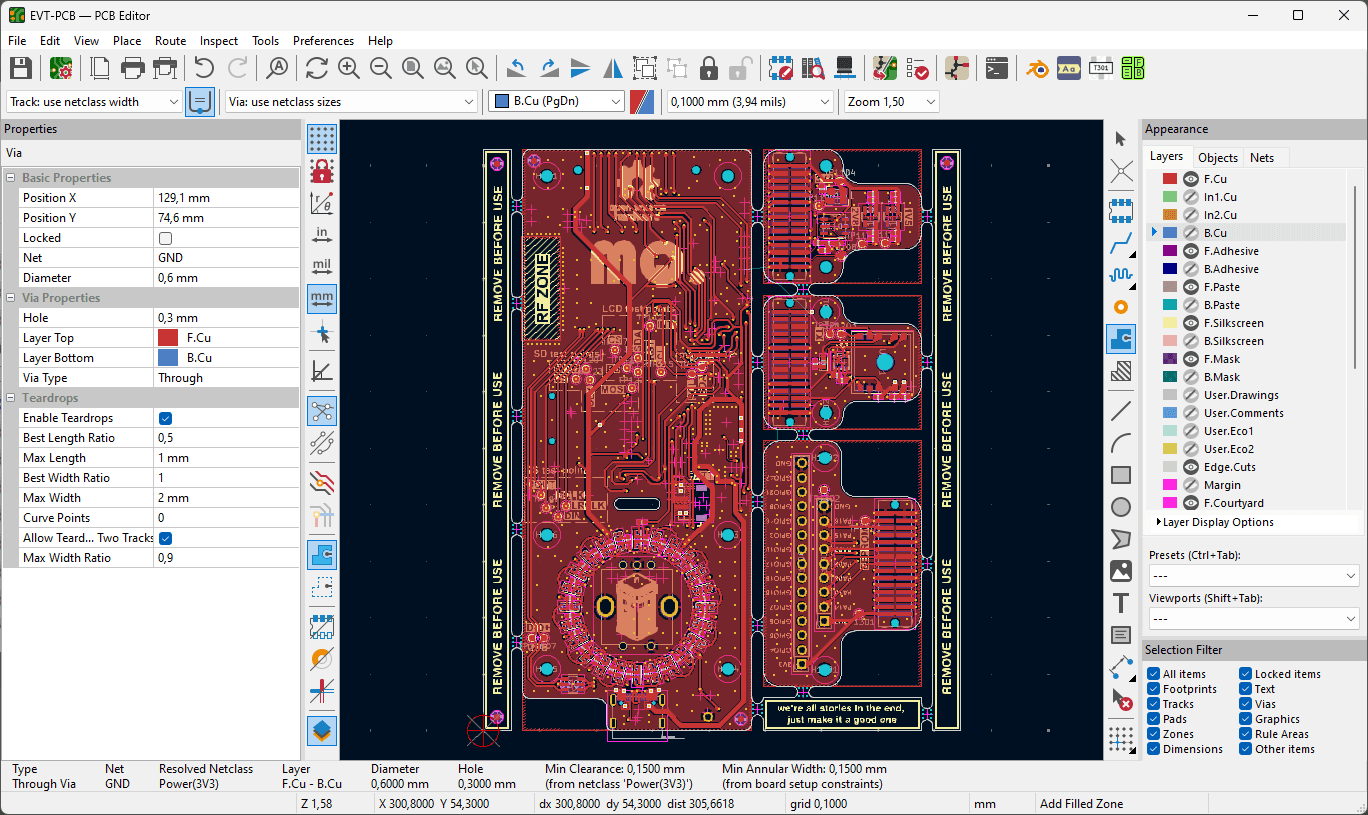 EVT-PCB — PCB Editor
File Edit View Place Route Inspect Tools Preferences Help
Track: use netclass width
Via: use netclass sizes
B.Cu (PgDn)
0,1000 mm (3,94 mils)
Zoom 1,50
Properties
Via
Basic Properties
Position X 129,1 mm
Position Y 74,6 mm
Locked
Net GND
Diameter 0,6 mm
Via Properties
Hole 0,3 mm
Layer Top F.Cu
Layer Bottom B.Cu
Via Type Through
Teardrops
Enable Teardrops
Best Length Ratio 0,5
Max Length 1 mm
Best Width Ratio 1
Max Width 2 mm
Curve Points 0
Allow Teard... Two Tracks
Max Width Ratio 0,9
in
mil
mm
REMOVE BEFORE USE
REMOVE BEFORE USE
REMOVE BEFORE USE
RF ZONE
mo
LCD test points
SD test points
REMOVE BEFORE USE
REMOVE BEFORE USE
REMOVE BEFORE USE
we're all stories in the end,
just make it a good one
Appearance
Layers Objects Nets
F.Cu
In1.Cu
In2.Cu
B.Cu
F.Adhesive
B.Adhesive
F.Paste
B.Paste
F.Silkscreen
B.Silkscreen
F.Mask
B.Mask
User.Drawings
User.Comments
User.Eco1
User.Eco2
Edge.Cuts
Margin
F.Courtyard
Layer Display Options
Presets (Ctrl+Tab):
---
Viewports (Shift+Tab):
---
Selection Filter
All items Locked items
Footprints Text
Tracks Vias
Pads Graphics
Zones Rule Areas
Dimensions Other items
Type Net Resolved Netclass Layer Diameter Hole Min Clearance: 0,1500 mm Min Annular Width: 0,1500 mm
Through Via GND Power(3V3) F.Cu - B.Cu 0,6000 mm 0,3000 mm (from netclass 'Power(3V3)') (from board setup constraints)
Z 1,58 X 300,8000 Y 54,3000 dx 300,8000 dy 54,3000 dist 305,6618 grid 0,1000 mm Add Filled Zone